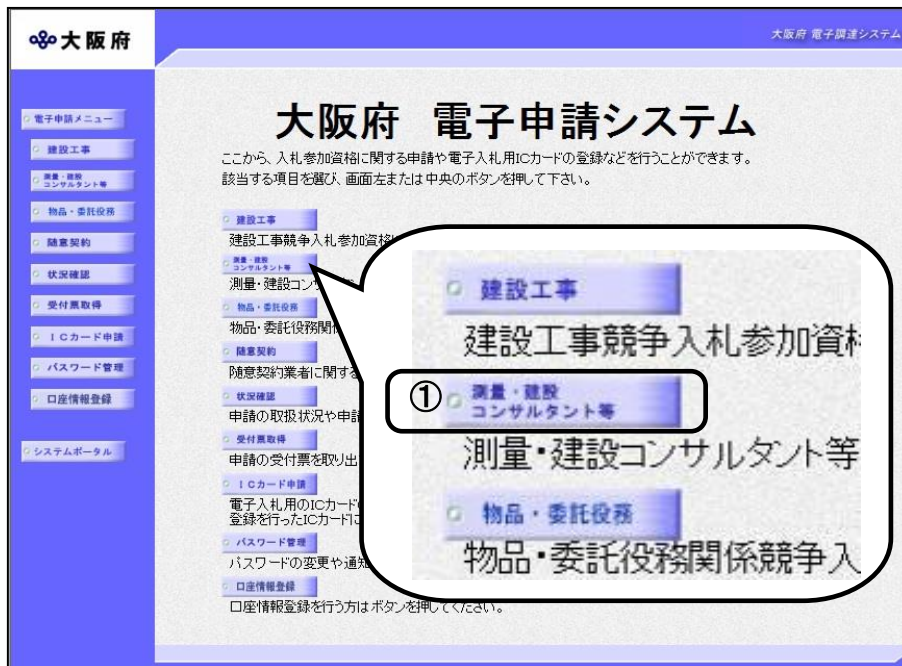 大阪府
大阪府 電子調達システム
電子申請メニュー
建設工事
測量・建設
コンサルタント等
物品・委託役務
随意契約
状況確認
受付票取得
ICカード申請
パスワード管理
口座情報登録
システムポータル
大阪府 電子申請システム
ここから、入札参加資格に関する申請や電子入札用ICカードの登録などを行うことができます。
該当する項目を選び、画面左または中央のボタンを押して下さい。
建設工事
建設工事競争入札参加資格
測量・建設
コンサルタント等
測量・建設コン
物品・委託役務
物品・委託役務関係
随意契約
随意契約業者に関する
状況確認
申請の取扱状況や申請
受付票取得
申請の受付票を取り出
ICカード申請
電子入札用のICカードの
登録を行ったICカードに
パスワード管理
パスワードの変更や通知
口座情報登録
口座情報登録を行う方はボタンを押してください。
建設工事
建設工事競争入札参加資格
①
測量・建設
コンサルタント等
測量・建設コンサルタント等
物品・委託役務
物品・委託役務関係競争入